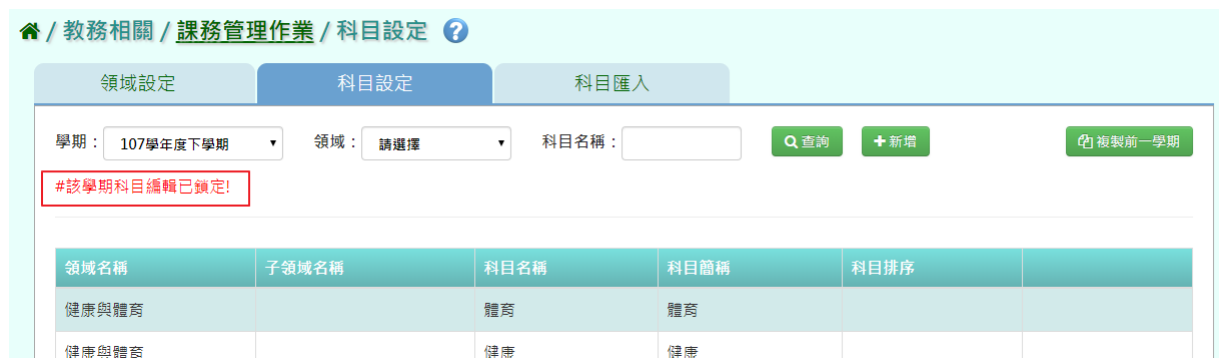 / 教務相關 / 課務管理作業 / 科目設定 ?
領域設定 科目設定 科目匯入
學期： 107學年度下學期 領域： 請選擇 科目名稱： 查詢 新增 複製前一學期
#該學期科目編輯已鎖定!
領域名稱 子領域名稱 科目名稱 科目簡稱 科目排序
健康與體育 體育 體育
健康與體育 健康 健康